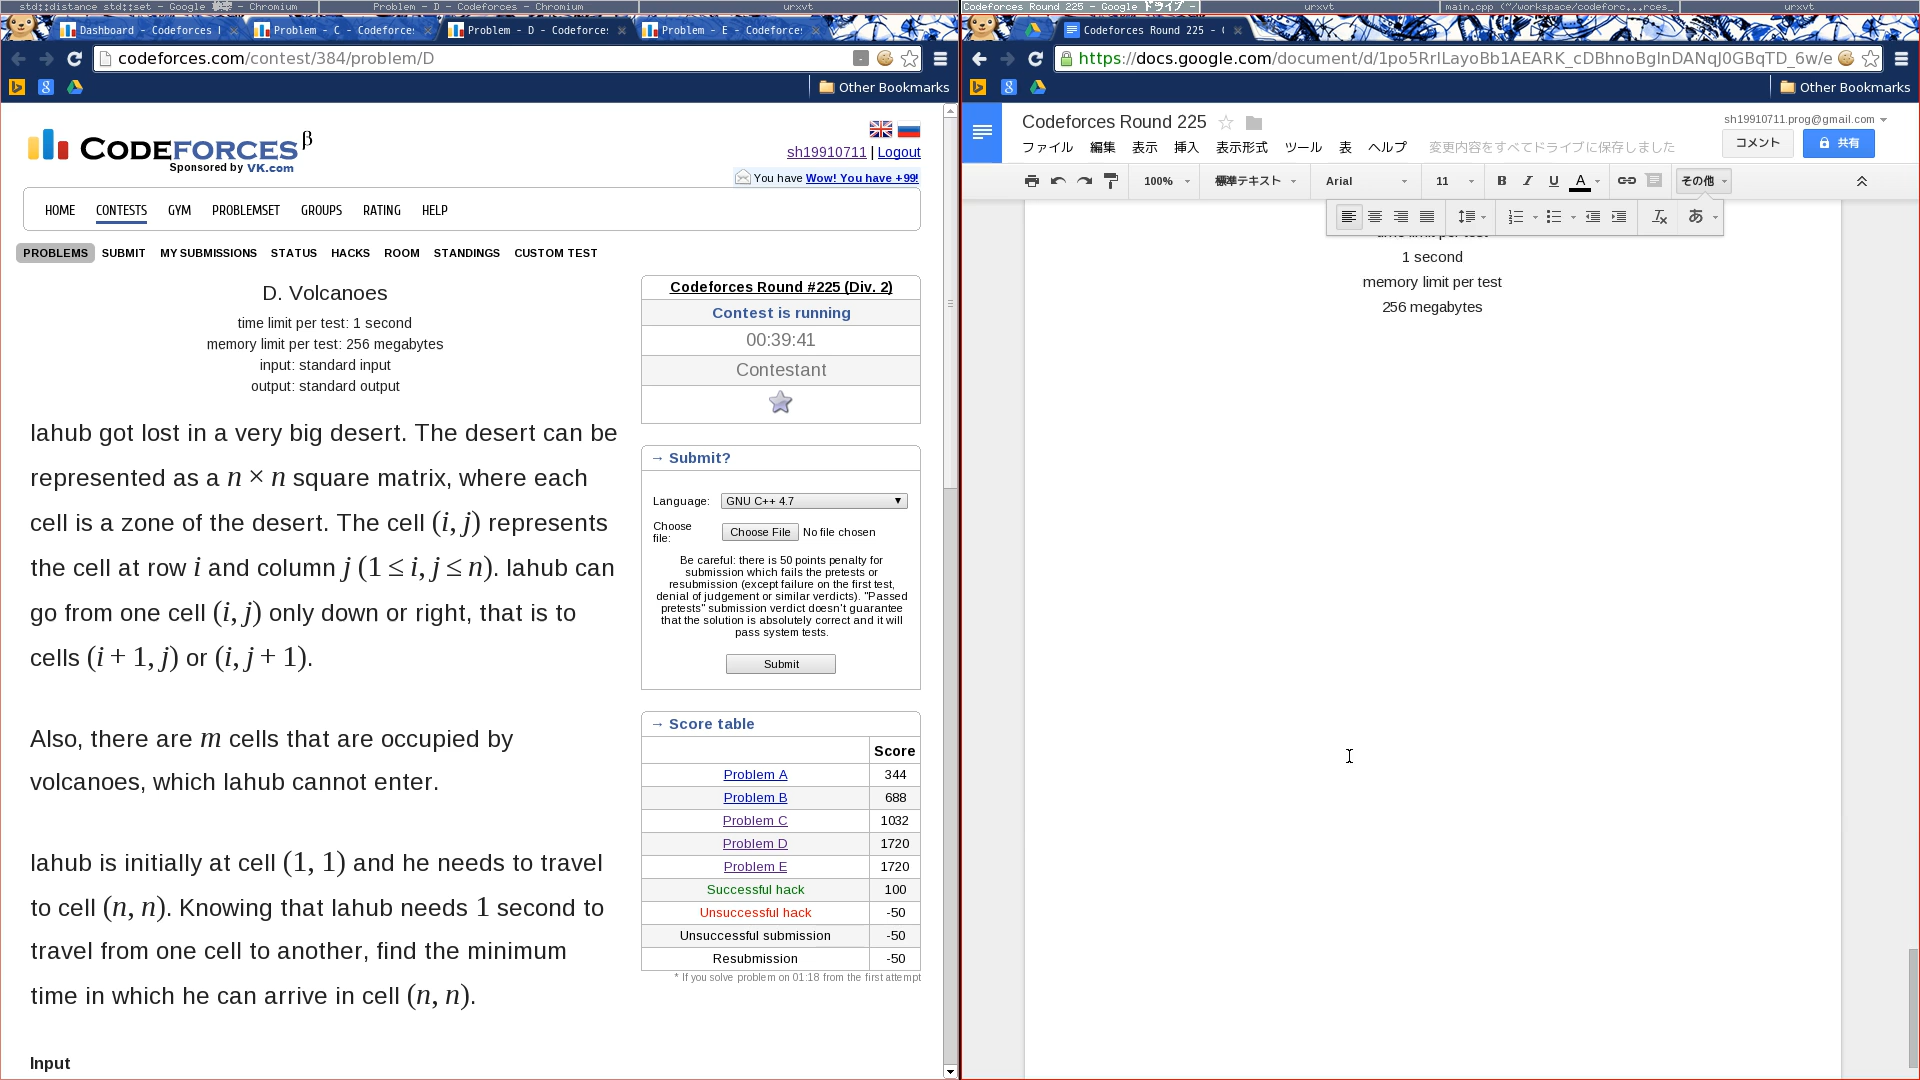 std::distance std::set - Google - Chromium
Problem - D - Codeforces - Chromium
urxvt
Dashboard - Codeforces
Problem - C - Codeforces
Problem - D - Codeforces
Problem - E - Codeforces
codeforces.com/contest/384/problem/D
Other Bookmarks
CODEFORCES β
Sponsored by VK.com
sh19910711 | Logout
You have Wow! You have +99!
HOME CONTESTS GYM PROBLEMSET GROUPS RATING HELP
PROBLEMS SUBMIT MY SUBMISSIONS STATUS HACKS ROOM STANDINGS CUSTOM TEST
D. Volcanoes
time limit per test: 1 second
memory limit per test: 256 megabytes
input: standard input
output: standard output
Iahub got lost in a very big desert. The desert can be
represented as a n × n square matrix, where each
cell is a zone of the desert. The cell (i, j) represents
the cell at row i and column j (1 ≤ i, j ≤ n). Iahub can
go from one cell (i, j) only down or right, that is to
cells (i + 1, j) or (i, j + 1).
Also, there are m cells that are occupied by
volcanoes, which Iahub cannot enter.
Iahub is initially at cell (1, 1) and he needs to travel
to cell (n, n). Knowing that Iahub needs 1 second to
travel from one cell to another, find the minimum
time in which he can arrive in cell (n, n).
Input
Codeforces Round #225 (Div. 2)
Contest is running
00:39:41
Contestant
→ Submit?
Language: GNU C++ 4.7
Choose file: Choose File No file chosen
Be careful: there is 50 points penalty for
submission which fails the pretests or
resubmission (except failure on the first test,
denial of judgement or similar verdicts). "Passed
pretests" submission verdict doesn't guarantee
that the solution is absolutely correct and it will
pass system tests.
Submit
→ Score table
Score
Problem A 344
Problem B 688
Problem C 1032
Problem D 1720
Problem E 1720
Successful hack 100
Unsuccessful hack -50
Unsuccessful submission -50
Resubmission -50
* If you solve problem on 01:18 from the first attempt
Codeforces Round 225 - Google ドライブ -
urxvt
main.cpp (~/workspace/codeforc...rces_
urxvt
Codeforces Round 225 -
https://docs.google.com/document/d/1po5RrlLayoBb1AEARK_cDBhnoBglnDANqJ0GBqTD_6w/e
Other Bookmarks
Codeforces Round 225
sh19910711.prog@gmail.com
ファイル 編集 表示 挿入 表示形式 ツール 表 ヘルプ 変更内容をすべてドライブに保存しました
コメント 共有
100% 標準テキスト Arial 11 B I U A その他
あ
time limit per test
1 second
memory limit per test
256 megabytes